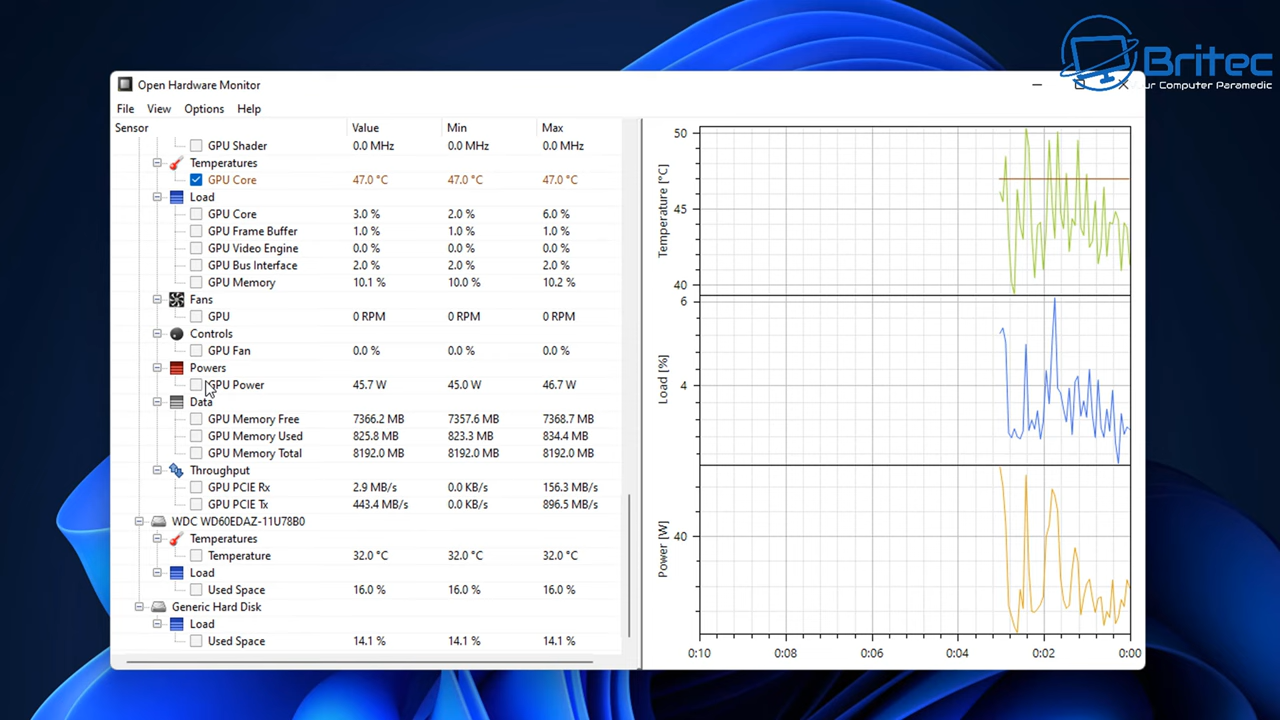 Britec
ur Computer Paramedic
Open Hardware Monitor
File View Options Help
Sensor Value Min Max
GPU Shader 0.0 MHz 0.0 MHz 0.0 MHz
Temperatures
GPU Core 47.0 °C 47.0 °C 47.0 °C
Load
GPU Core 3.0 % 2.0 % 6.0 %
GPU Frame Buffer 1.0 % 1.0 % 1.0 %
GPU Video Engine 0.0 % 0.0 % 0.0 %
GPU Bus Interface 2.0 % 2.0 % 2.0 %
GPU Memory 10.1 % 10.0 % 10.2 %
Fans
GPU 0 RPM 0 RPM 0 RPM
Controls
GPU Fan 0.0 % 0.0 % 0.0 %
Powers
GPU Power 45.7 W 45.0 W 46.7 W
Data
GPU Memory Free 7366.2 MB 7357.6 MB 7368.7 MB
GPU Memory Used 825.8 MB 823.3 MB 834.4 MB
GPU Memory Total 8192.0 MB 8192.0 MB 8192.0 MB
Throughput
GPU PCIE Rx 2.9 MB/s 0.0 KB/s 156.3 MB/s
GPU PCIE Tx 443.4 MB/s 0.0 KB/s 896.5 MB/s
WDC WD60EDAZ-11U78B0
Temperatures
Temperature 32.0 °C 32.0 °C 32.0 °C
Load
Used Space 16.0 % 16.0 % 16.0 %
Generic Hard Disk
Load
Used Space 14.1 % 14.1 % 14.1 %
Temperature [°C]
50
45
40
Load [%]
6
4
Power [W]
40
0:10 0:08 0:06 0:04 0:02 0:00